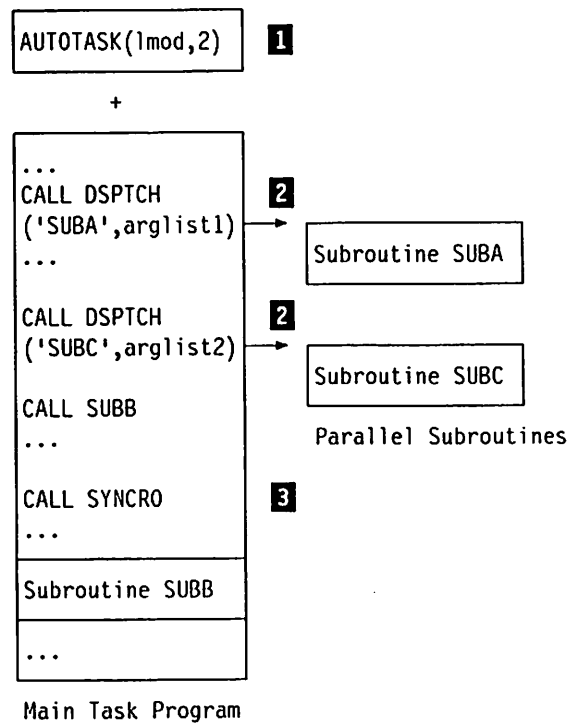 AUTOTASK(lmod,2) 1
+
...
CALL DSPTCH 2
('SUBA',arglist1)
Subroutine SUBA
...
CALL DSPTCH 2
('SUBC',arglist2)
Subroutine SUBC
CALL SUBB
...
Parallel Subroutines
CALL SYNCRO 3
...
Subroutine SUBB
...
Main Task Program